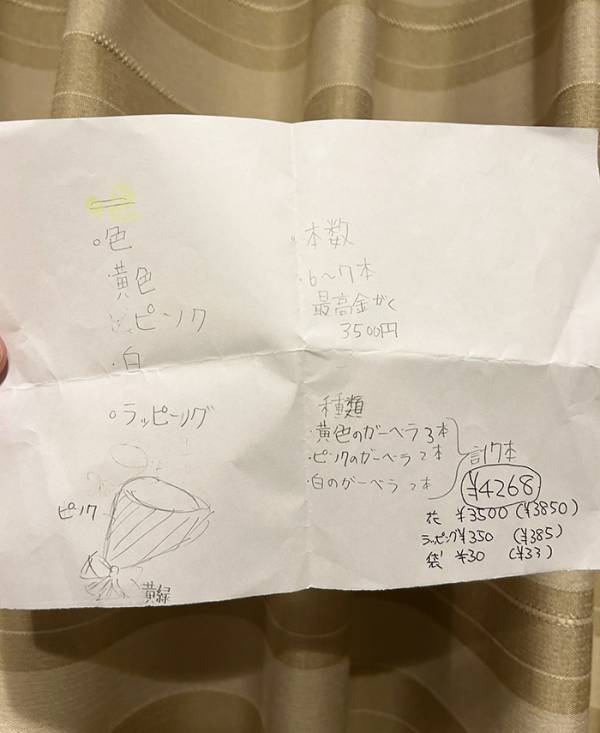 ○色
黄色
ピンク
・白
・本数
・6〜7本
最高金がく
3500円
○ラッピング
ピンク
黄緑
種類
・黄色のガーベラ 3本
・ピンクのガーベラ 2本
・白のガーベラ 2本
計7本
¥4268
花 ¥3500 (¥3850)
ラッピング ¥350 (¥385)
袋 ¥30 (¥33)